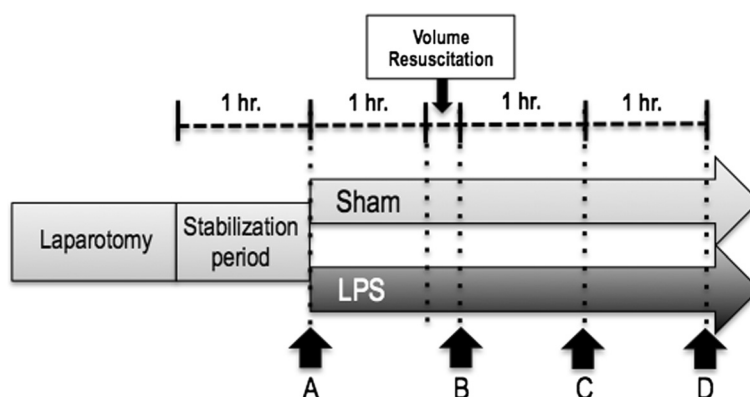 Volume
Resuscitation
1 hr.
1 hr.
1 hr.
1 hr.
Sham
Laparotomy
Stabilization
period
LPS
A
B
C
D